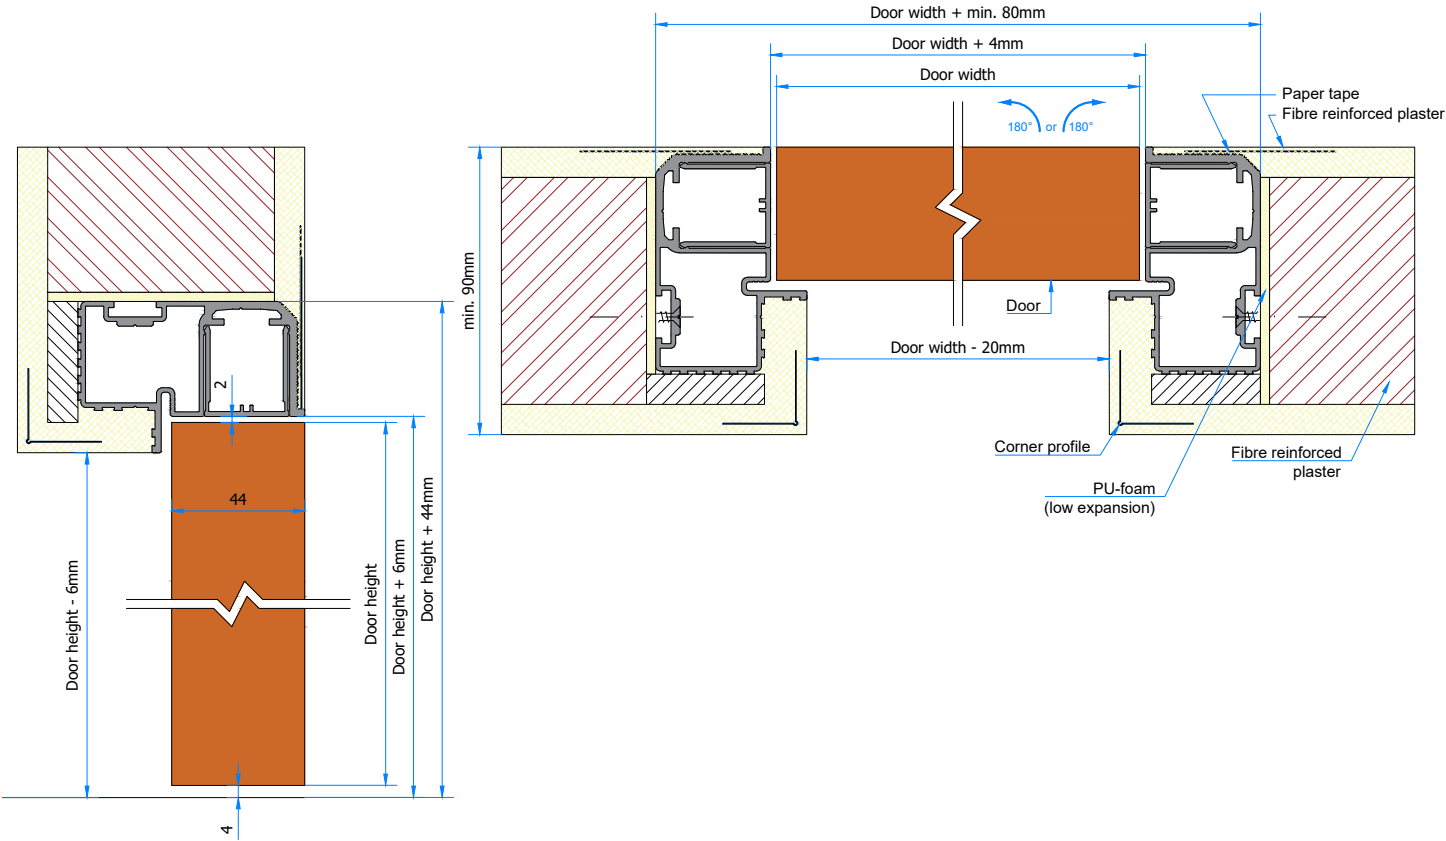 Door width + min. 80mm
Door width + 4mm
Door width
180° or 180°
Paper tape
Fibre reinforced plaster
min. 90mm
Door
Door width - 20mm
Corner profile
PU-foam
(low expansion)
Fibre reinforced
plaster
2
44
Door height - 6mm
Door height
Door height + 6mm
Door height + 44mm
4